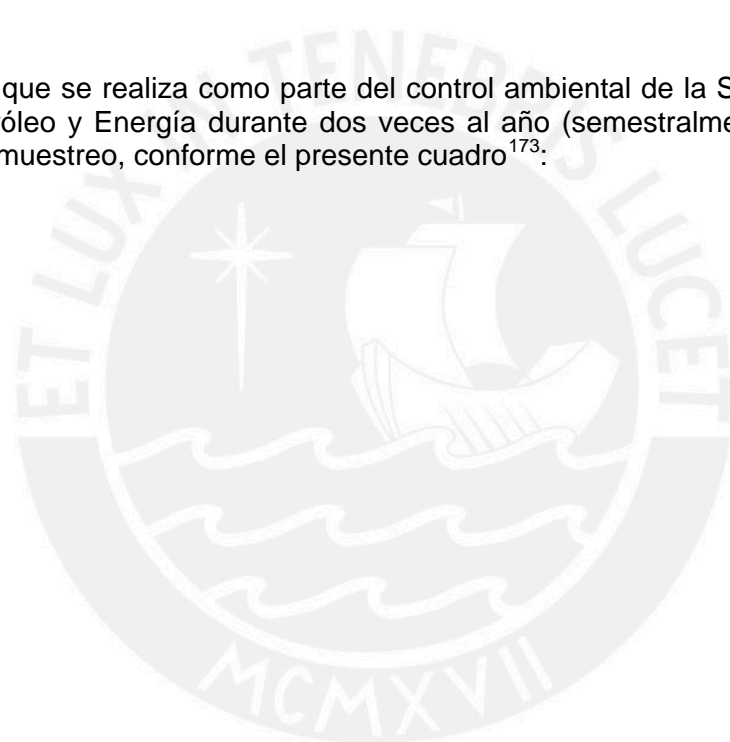 que se realiza como parte del control ambiental de la S
óleo y Energía durante dos veces al año (semestralme
muestreo, conforme el presente cuadro173:
ET LUX IN TENEBRIS LUCET
MCMXVII